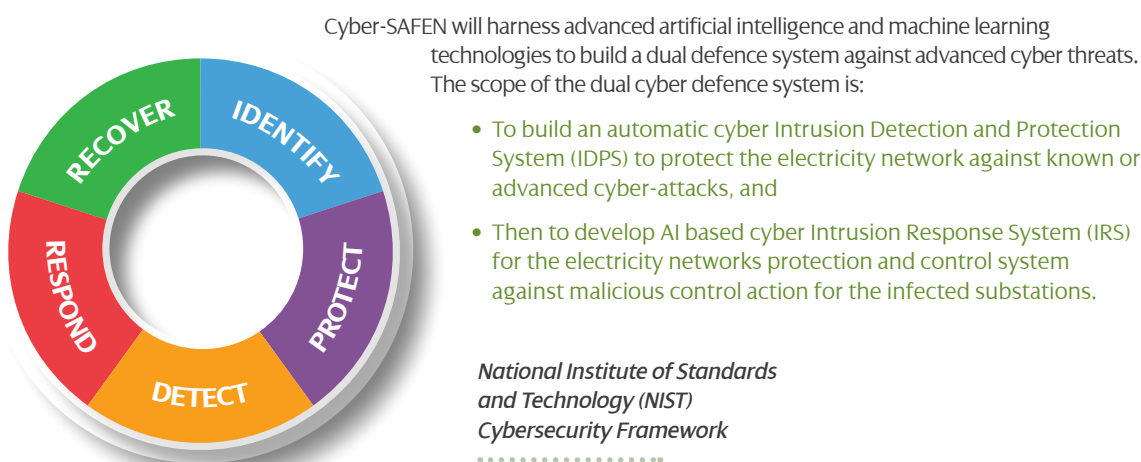 Cyber-SAFEN will harness advanced artificial intelligence and machine learning
technologies to build a dual defence system against advanced cyber threats.
The scope of the dual cyber defence system is:
• To build an automatic cyber Intrusion Detection and Protection
System (IDPS) to protect the electricity network against known or
advanced cyber-attacks, and
• Then to develop AI based cyber Intrusion Response System (IRS)
for the electricity networks protection and control system
against malicious control action for the infected substations.
National Institute of Standards
and Technology (NIST)
Cybersecurity Framework
IDENTIFY
PROTECT
DETECT
RESPOND
RECOVER